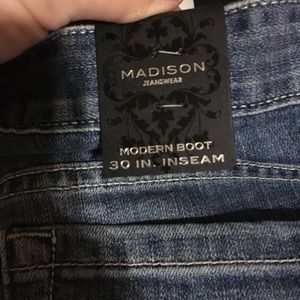 MADISON
JEANSWEAR
MODERN BOOT
30 IN. INSEAM